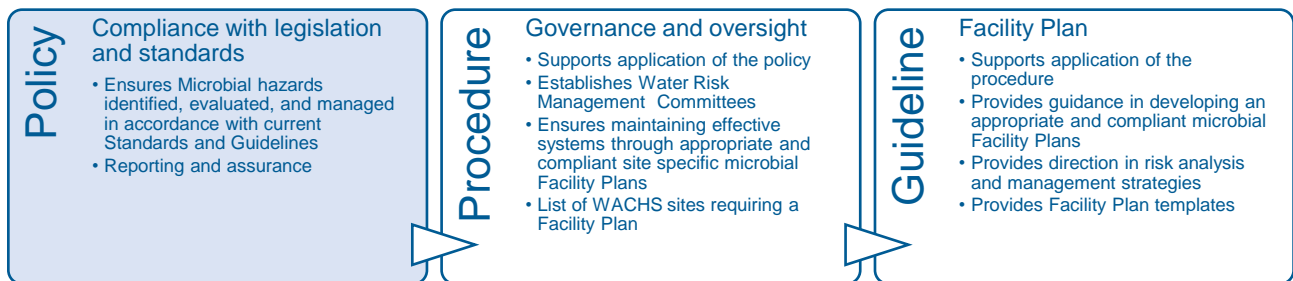 Policy
Compliance with legislation
and standards
• Ensures Microbial hazards
identified, evaluated, and managed
in accordance with current
Standards and Guidelines
• Reporting and assurance
Procedure
Governance and oversight
• Supports application of the policy
• Establishes Water Risk
Management Committees
• Ensures maintaining effective
systems through appropriate and
compliant site specific microbial
Facility Plans
• List of WACHS sites requiring a
Facility Plan
Guideline
Facility Plan
• Supports application of the
procedure
• Provides guidance in developing an
appropriate and compliant microbial
Facility Plans
• Provides direction in risk analysis
and management strategies
• Provides Facility Plan templates